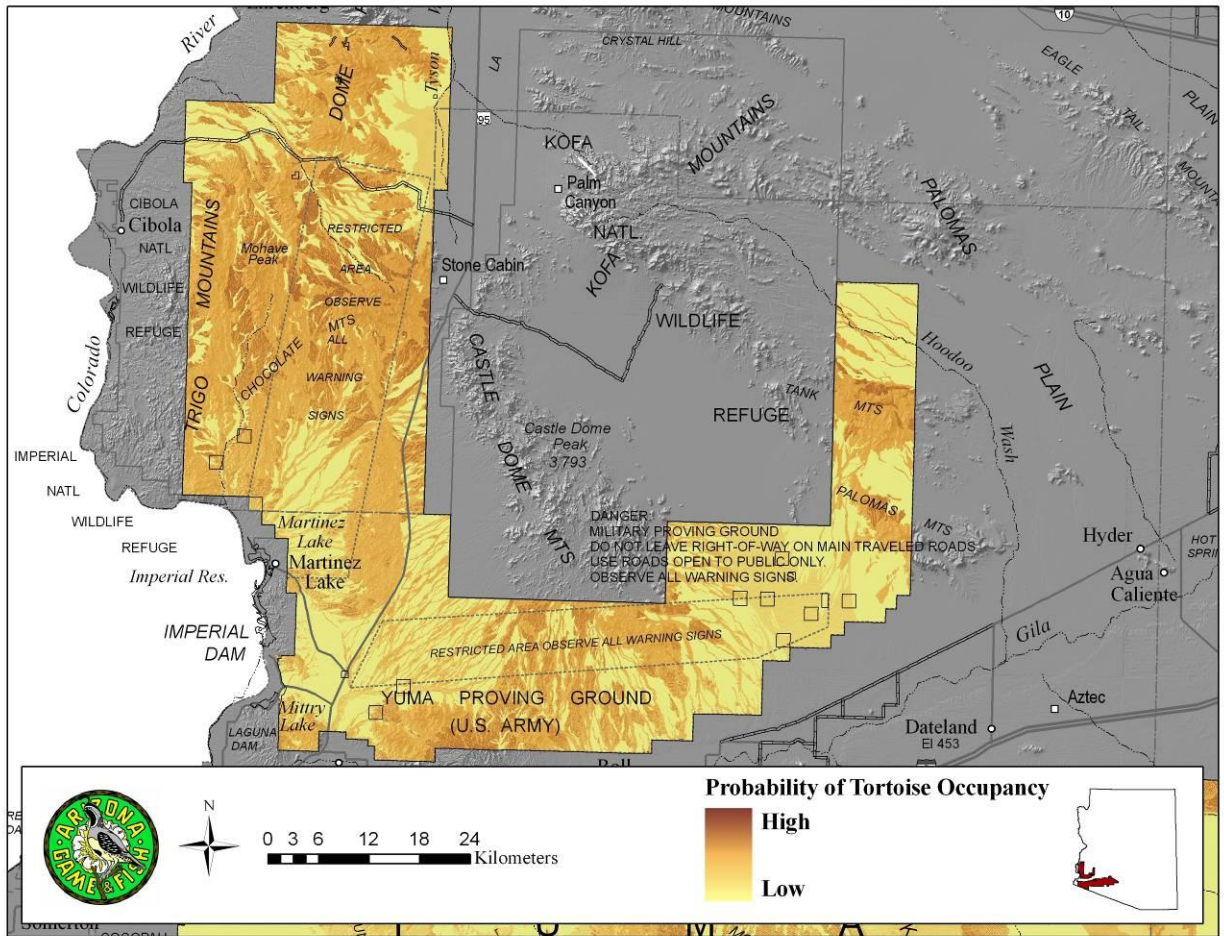 Ehrenberg
River
Tyson
LA
95
10
MOUNTAINS
CRYSTAL HILL
EAGLE
TAIL
PLAIN
DOME
KOFA
MOUNTAINS
Palm
Canyon
PALOMAS
CIBOLA
Cibola
NATL
WILDLIFE
REFUGE
MOUNTAINS
TRIGO
Mohave
Peak
RESTRICTED
AREA
OBSERVE
MTS
ALL
WARNING
SIGNS
CHOCOLATE
Stone Cabin
NATL.
KOFA
WILDLIFE
REFUGE
Hoodoo
Wash
PLAIN
Colorado
CASTLE
DOME
MTS
Castle Dome
Peak
3 793
TANK
MTS
PALOMAS
MTS
IMPERIAL
NATL
WILDLIFE
REFUGE
Martinez
Lake
Martinez
Lake
Imperial Res.
IMPERIAL
DAM
DANGER
MILITARY PROVING GROUND
DO NOT LEAVE RIGHT-OF-WAY ON MAIN TRAVELED ROADS
USE ROADS OPEN TO PUBLIC ONLY.
OBSERVE ALL WARNING SIGNS.
Hyder
HOT
Agua
Caliente
Gila
RESTRICTED AREA OBSERVE ALL WARNING SIGNS
YUMA PROVING GROUND
(U.S. ARMY)
Mittry
Lake
LAGUNA
DAM
Aztec
Dateland
El 453
ARIZONA
GAME & FISH
N
0 3 6 12 18 24
Kilometers
Probability of Tortoise Occupancy
High
Low
Somerton
COCOPAH